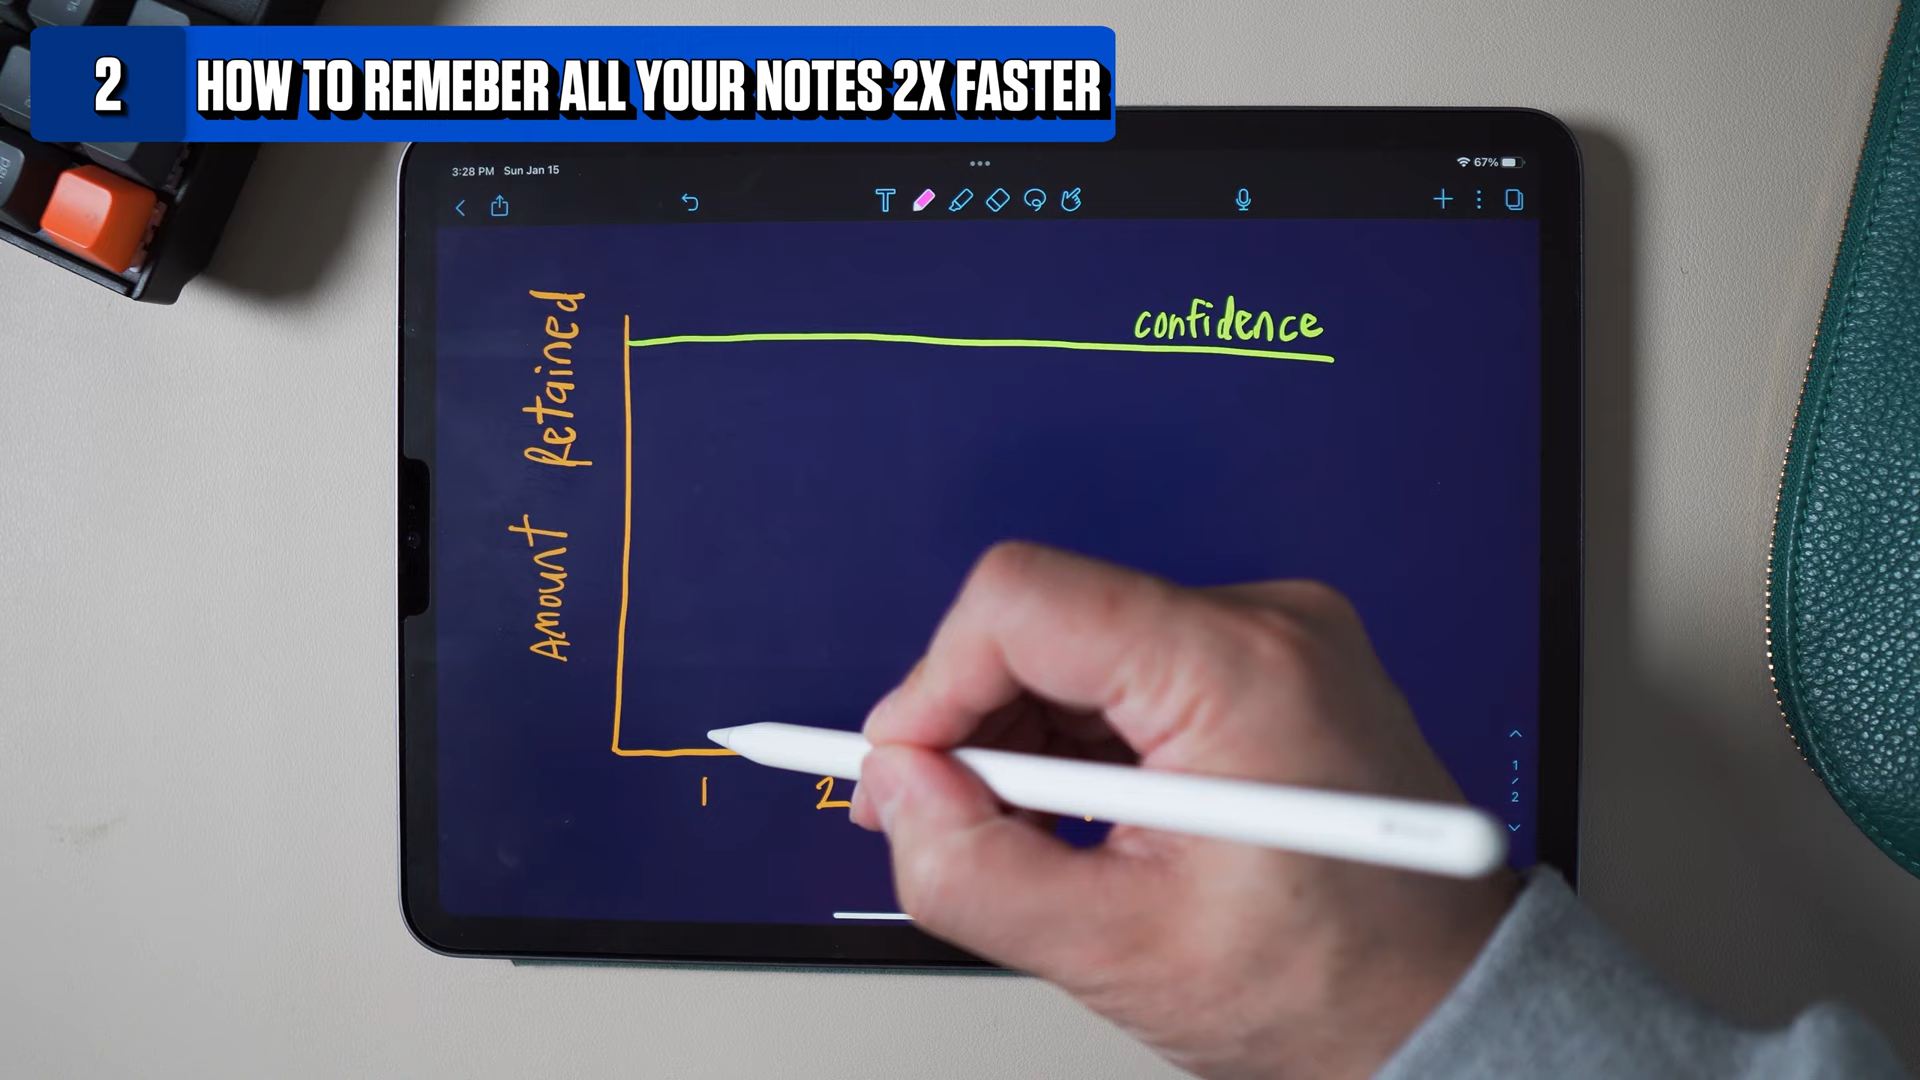 2
HOW TO REMEBER ALL YOUR NOTES 2X FASTER
3:28 PM Sun Jan 15
67%
T
confidence
Amount Retained
1
2
1
2